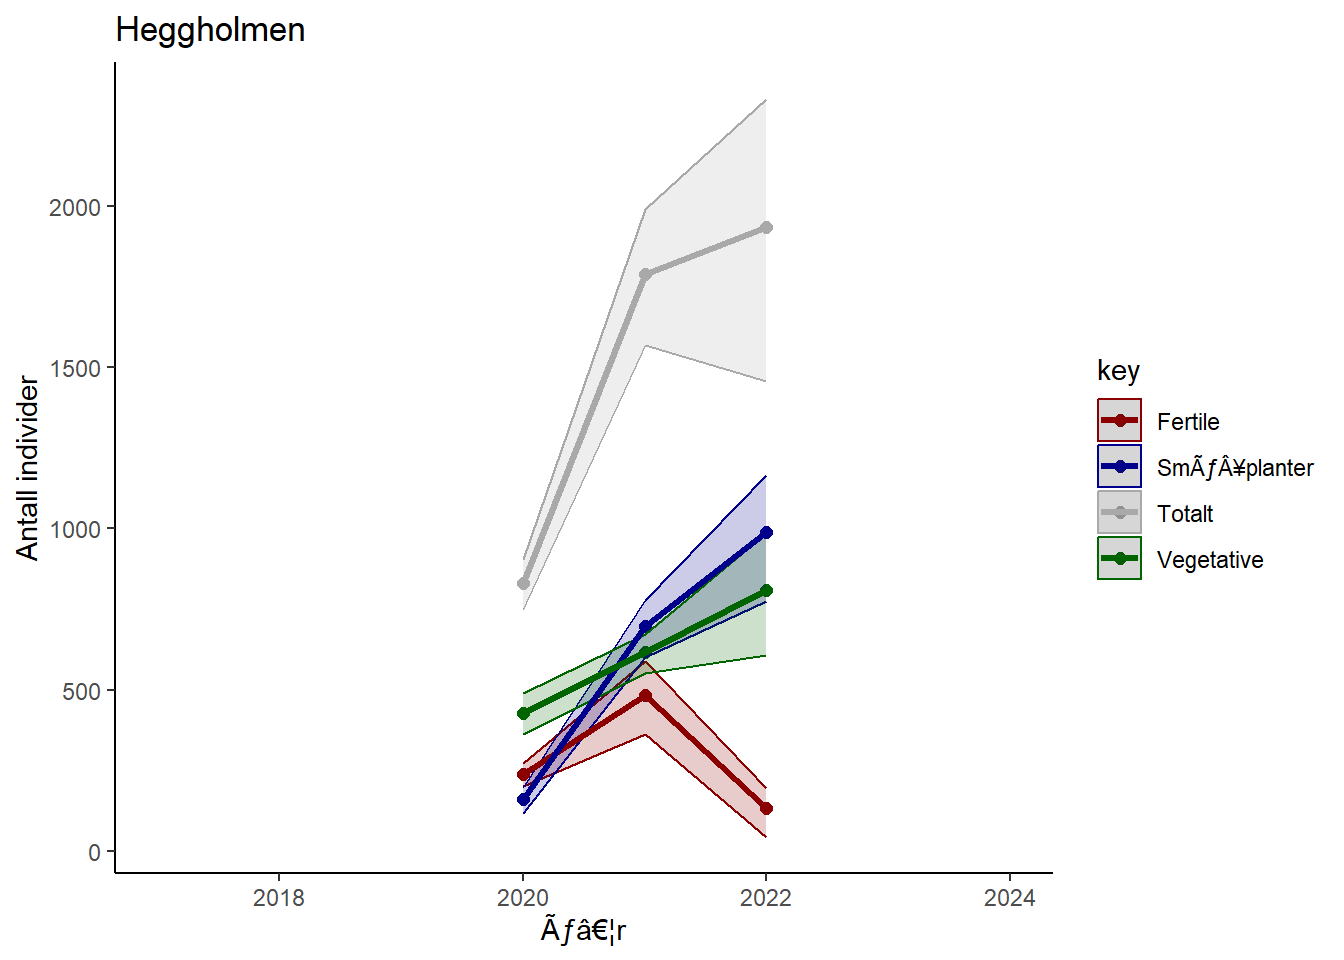 Heggholmen
Antall individer
2000
1500
1000
500
0
2018
2020
2022
2024
Ãƒâ€¦r
key
Fertile
SmÃƒÂ¥planter
Totalt
Vegetative